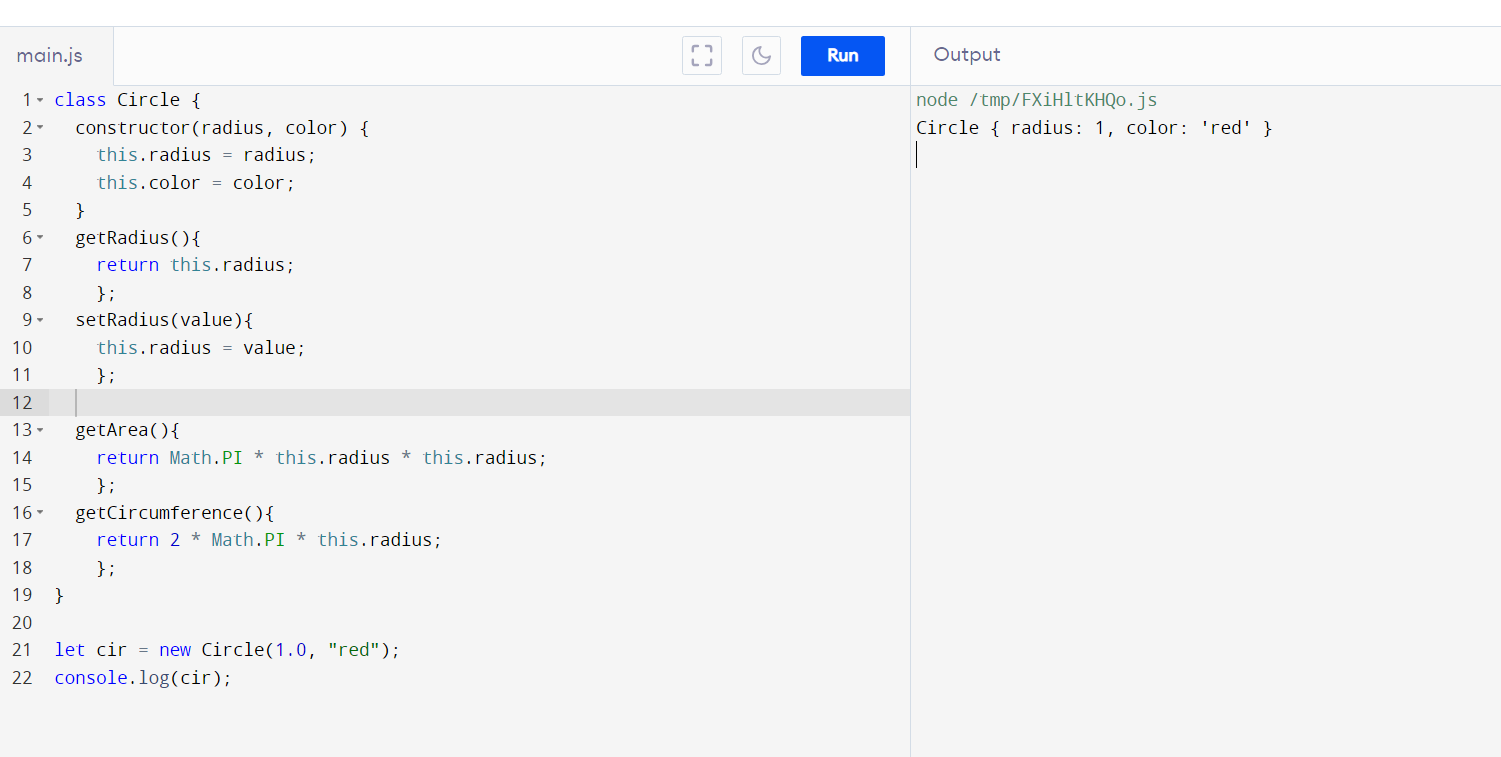 main.js
Run
Output
1 class Circle {
2   constructor(radius, color) {
3     this.radius = radius;
4     this.color = color;
5   }
6   getRadius(){
7     return this.radius;
8     };
9   setRadius(value){
10     this.radius = value;
11     };
12
13   getArea(){
14     return Math.PI * this.radius * this.radius;
15     };
16   getCircumference(){
17     return 2 * Math.PI * this.radius;
18     };
19 }
20
21 let cir = new Circle(1.0, "red");
22 console.log(cir);
node /tmp/FXiHltKHQo.js
Circle { radius: 1, color: 'red' }